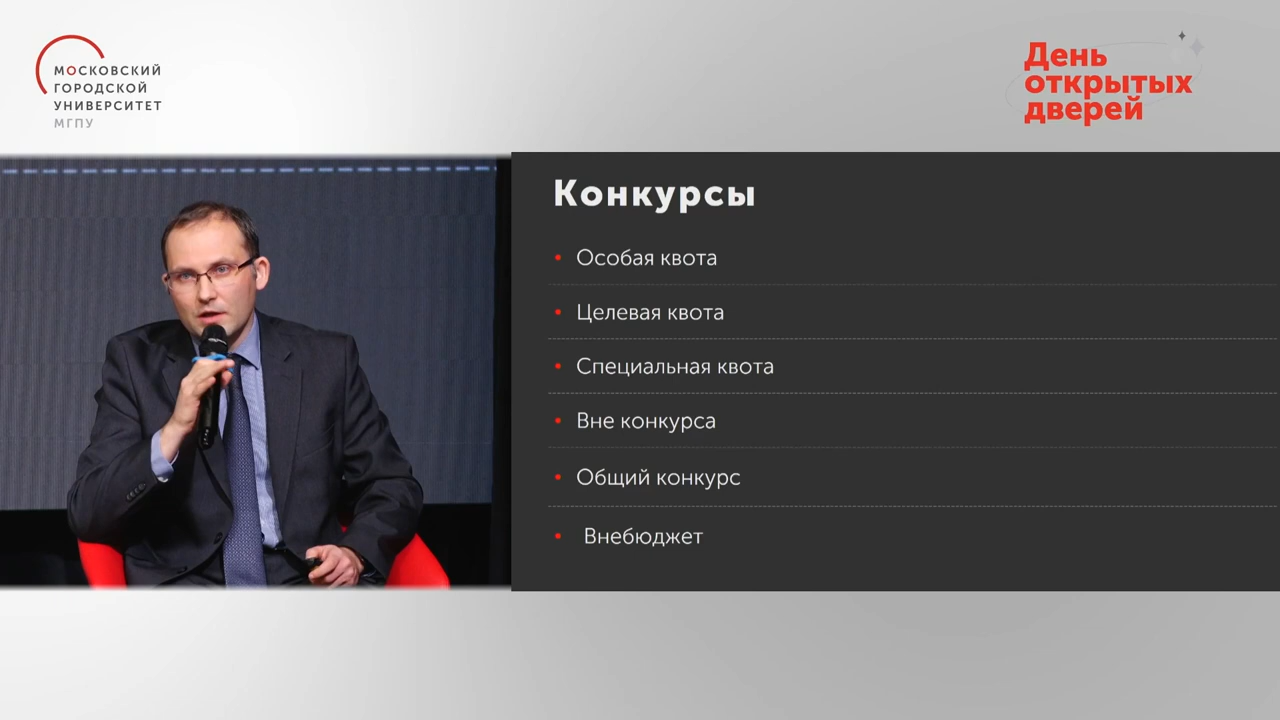 МОСКОВСКИЙ
ГОРОДСКОЙ
УНИВЕРСИТЕТ
МГПУ
День
открытых
дверей
Конкурсы
• Особая квота
• Целевая квота
• Специальная квота
• Вне конкурса
• Общий конкурс
• Внебюджет